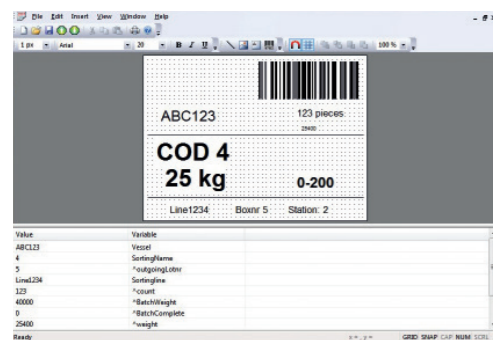 File Edit Insert View Window Help
1 px Arial 20 B I U 100 %
ABC123 123 pieces
25400
COD 4
25 kg 0-200
Line1234 Boxnr 5 Station: 2
Value Variable
ABC123 Vessel
4 SortingName
5 ^outgoingLotnr
Line1234 Sortingline
123 ^count
40000 ^BatchWeight
0 ^BatchComplete
25400 ^weight
Ready x = , y = GRID SNAP CAP NUM SCRL